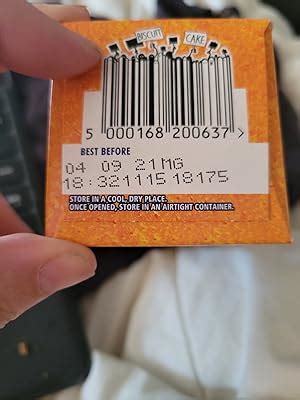 BISCUIT
CAKE
5 000168 200637 >
BEST BEFORE
04 09 21MG
18:321115 18175
STORE IN A COOL, DRY PLACE.
ONCE OPENED, STORE IN AN AIRTIGHT CONTAINER.